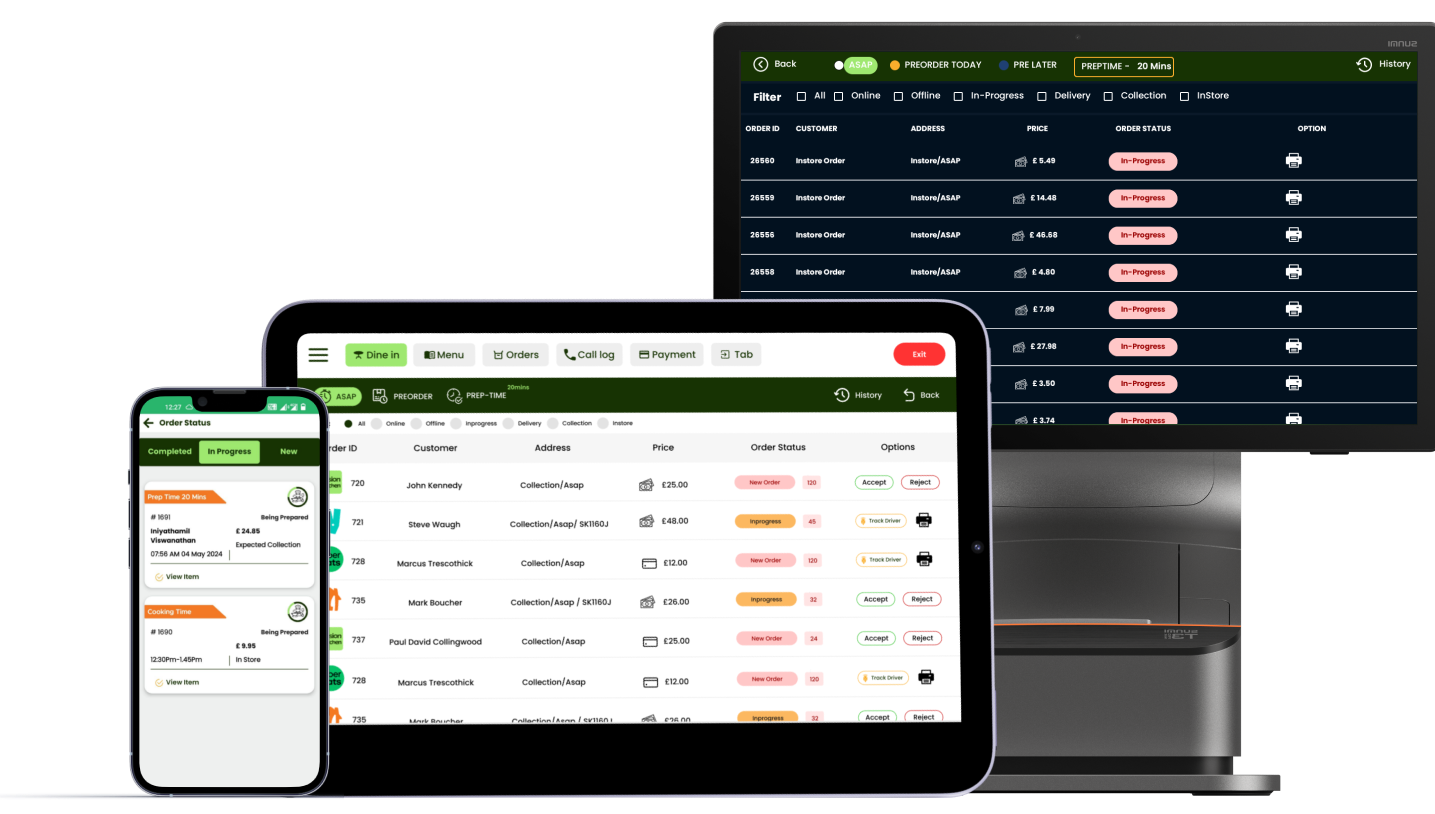 Back ASAP PREORDER TODAY PRE LATER PREPTIME - 20 Mins History
Filter All Online Offline In-Progress Delivery Collection InStore
ORDER ID CUSTOMER ADDRESS PRICE ORDER STATUS OPTION
26560 Instore Order Instore/ASAP £ 5.49 In-Progress
26559 Instore Order Instore/ASAP £ 14.48 In-Progress
26556 Instore Order Instore/ASAP £ 46.68 In-Progress
26558 Instore Order Instore/ASAP £ 4.80 In-Progress
£ 7.99 In-Progress
£ 27.98 In-Progress
£ 3.50 In-Progress
£ 3.74 In-Progress
Dine in Menu Orders Call log Payment Tab Exit
ASAP PREORDER PREP-TIME 20mins History Back
All Online Offline Inprogress Delivery Collection Instore
rder ID Customer Address Price Order Status Options
720 John Kennedy Collection/Asap £25.00 New Order 120 Accept Reject
721 Steve Waugh Collection/Asap/ SK1160J £48.00 Inprogress 45 Track Driver
728 Marcus Trescothick Collection/Asap £12.00 New Order 120 Track Driver
735 Mark Boucher Collection/Asap / SK1160J £26.00 Inprogress 32 Accept Reject
737 Paul David Collingwood Collection/Asap £25.00 New Order 24 Accept Reject
728 Marcus Trescothick Collection/Asap £12.00 New Order 120 Track Driver
735 Mark Boucher Collection/Asap / SK1160J £26.00 Inprogress 32 Accept Reject
12:27
Order Status
Completed In Progress New
Prep Time 20 Mins
# 1691 Being Prepared
Iniyathamil
Viswanathan
£ 24.85
Expected Collection
07:56 AM 04 May 2024
View Item
Cooking Time
# 1690 Being Prepared
£ 9.95
12:30Pm-1.45Pm In Store
View Item